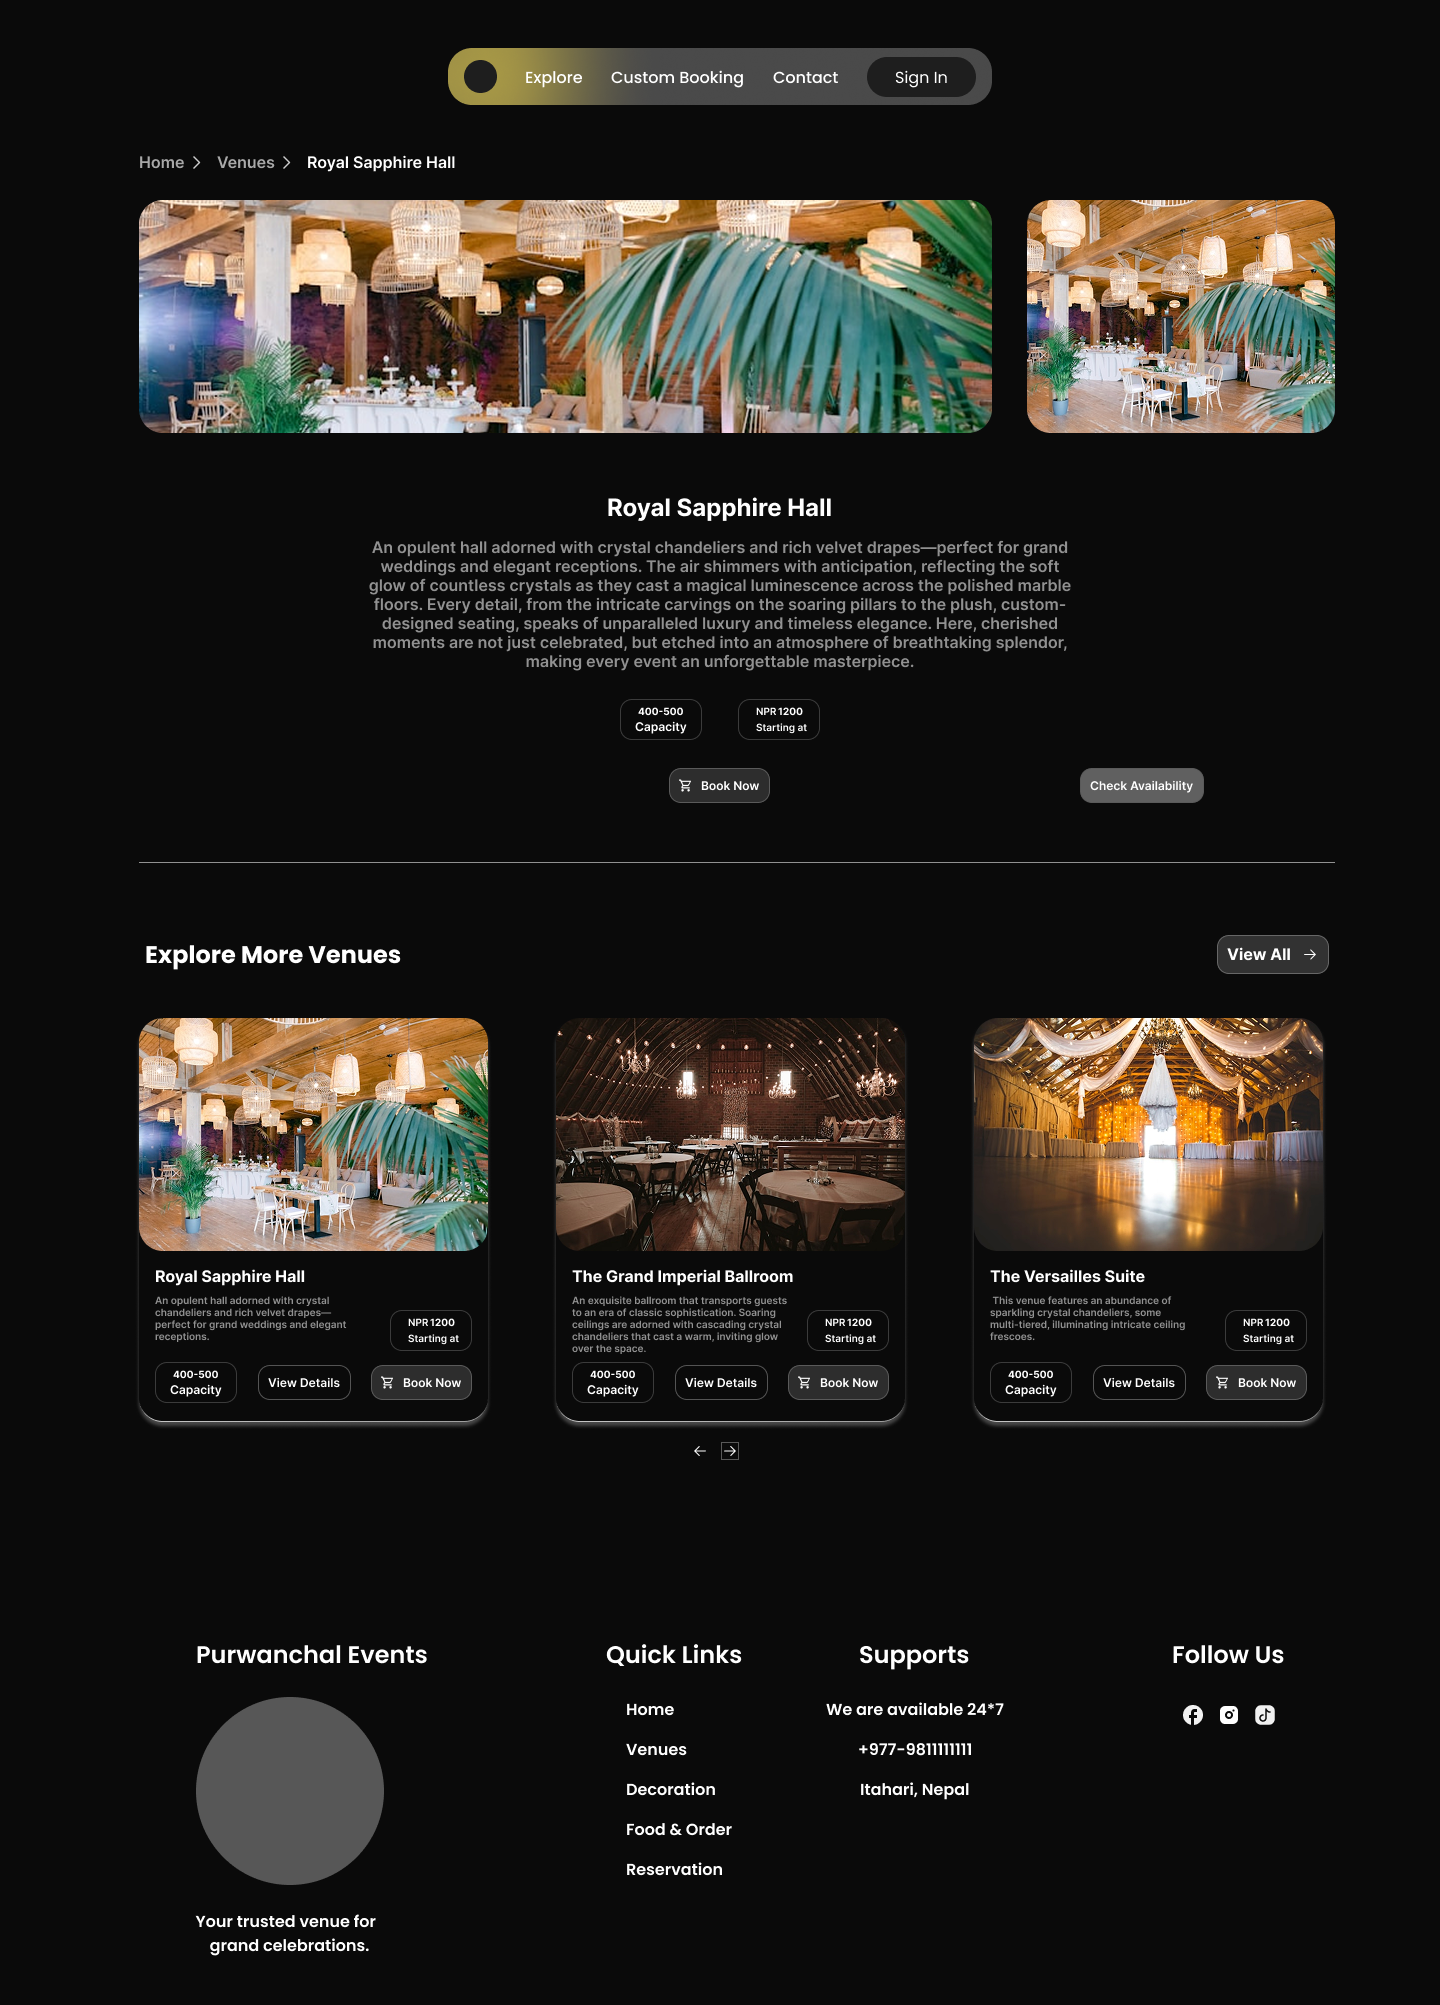 Explore Custom Booking Contact Sign In
Home Venues Royal Sapphire Hall
Royal Sapphire Hall
An opulent hall adorned with crystal chandeliers and rich velvet drapes—perfect for grand
weddings and elegant receptions. The air shimmers with anticipation, reflecting the soft
glow of countless crystals as they cast a magical luminescence across the polished marble
floors. Every detail, from the intricate carvings on the soaring pillars to the plush, custom-
designed seating, speaks of unparalleled luxury and timeless elegance. Here, cherished
moments are not just celebrated, but etched into an atmosphere of breathtaking splendor,
making every event an unforgettable masterpiece.
400-500
Capacity
NPR 1200
Starting at
Book Now
Check Availability
Explore More Venues
View All
Royal Sapphire Hall
An opulent hall adorned with crystal
chandeliers and rich velvet drapes—
perfect for grand weddings and elegant
receptions.
NPR 1200
Starting at
400-500
Capacity
View Details
Book Now
The Grand Imperial Ballroom
An exquisite ballroom that transports guests
to an era of classic sophistication. Soaring
ceilings are adorned with cascading crystal
chandeliers that cast a warm, inviting glow
over the space.
NPR 1200
Starting at
400-500
Capacity
View Details
Book Now
The Versailles Suite
This venue features an abundance of
sparkling crystal chandeliers, some
multi-tiered, illuminating intricate ceiling
frescoes.
NPR 1200
Starting at
400-500
Capacity
View Details
Book Now
Purwanchal Events
Your trusted venue for
grand celebrations.
Quick Links
Home
Venues
Decoration
Food & Order
Reservation
Supports
We are available 24*7
+977-9811111111
Itahari, Nepal
Follow Us